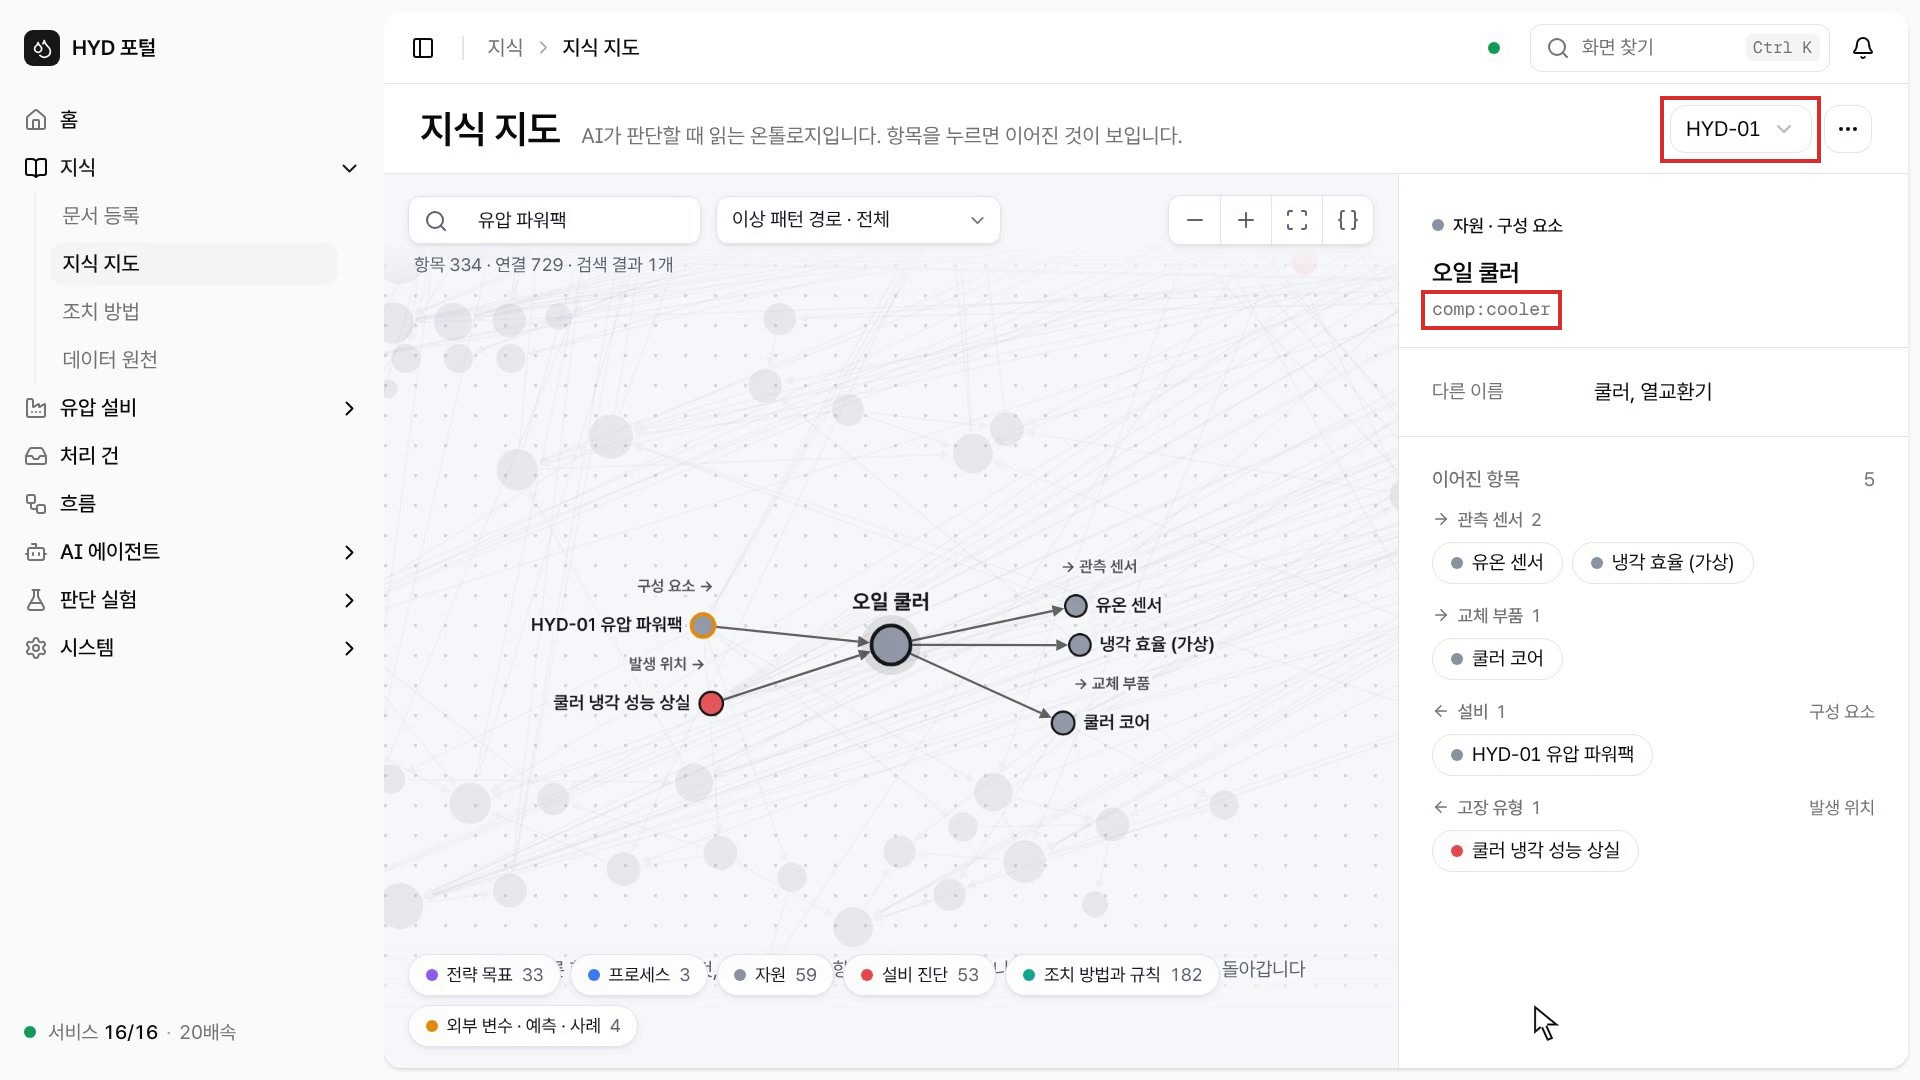 HYD 포털
홈
지식
문서 등록
지식 지도
조치 방법
데이터 원천
유압 설비
처리 건
흐름
AI 에이전트
판단 실험
시스템
서비스 16/16 · 20배속
지식 > 지식 지도
화면 찾기 Ctrl K
지식 지도 AI가 판단할 때 읽는 온톨로지입니다. 항목을 누르면 이어진 것이 보입니다.
HYD-01
유압 파워팩
이상 패턴 경로 · 전체
항목 334 · 연결 729 · 검색 결과 1개
구성 요소 →
HYD-01 유압 파워팩
발생 위치 →
쿨러 냉각 성능 상실
오일 쿨러
→ 관측 센서
유온 센서
냉각 효율 (가상)
→ 교체 부품
쿨러 코어
전략 목표 33
프로세스 3
자원 59
설비 진단 53
조치 방법과 규칙 182
돌아갑니다
외부 변수 · 예측 · 사례 4
자원 · 구성 요소
오일 쿨러
comp:cooler
다른 이름 쿨러, 열교환기
이어진 항목 5
→ 관측 센서 2
유온 센서 냉각 효율 (가상)
→ 교체 부품 1
쿨러 코어
← 설비 1 구성 요소
HYD-01 유압 파워팩
← 고장 유형 1 발생 위치
쿨러 냉각 성능 상실